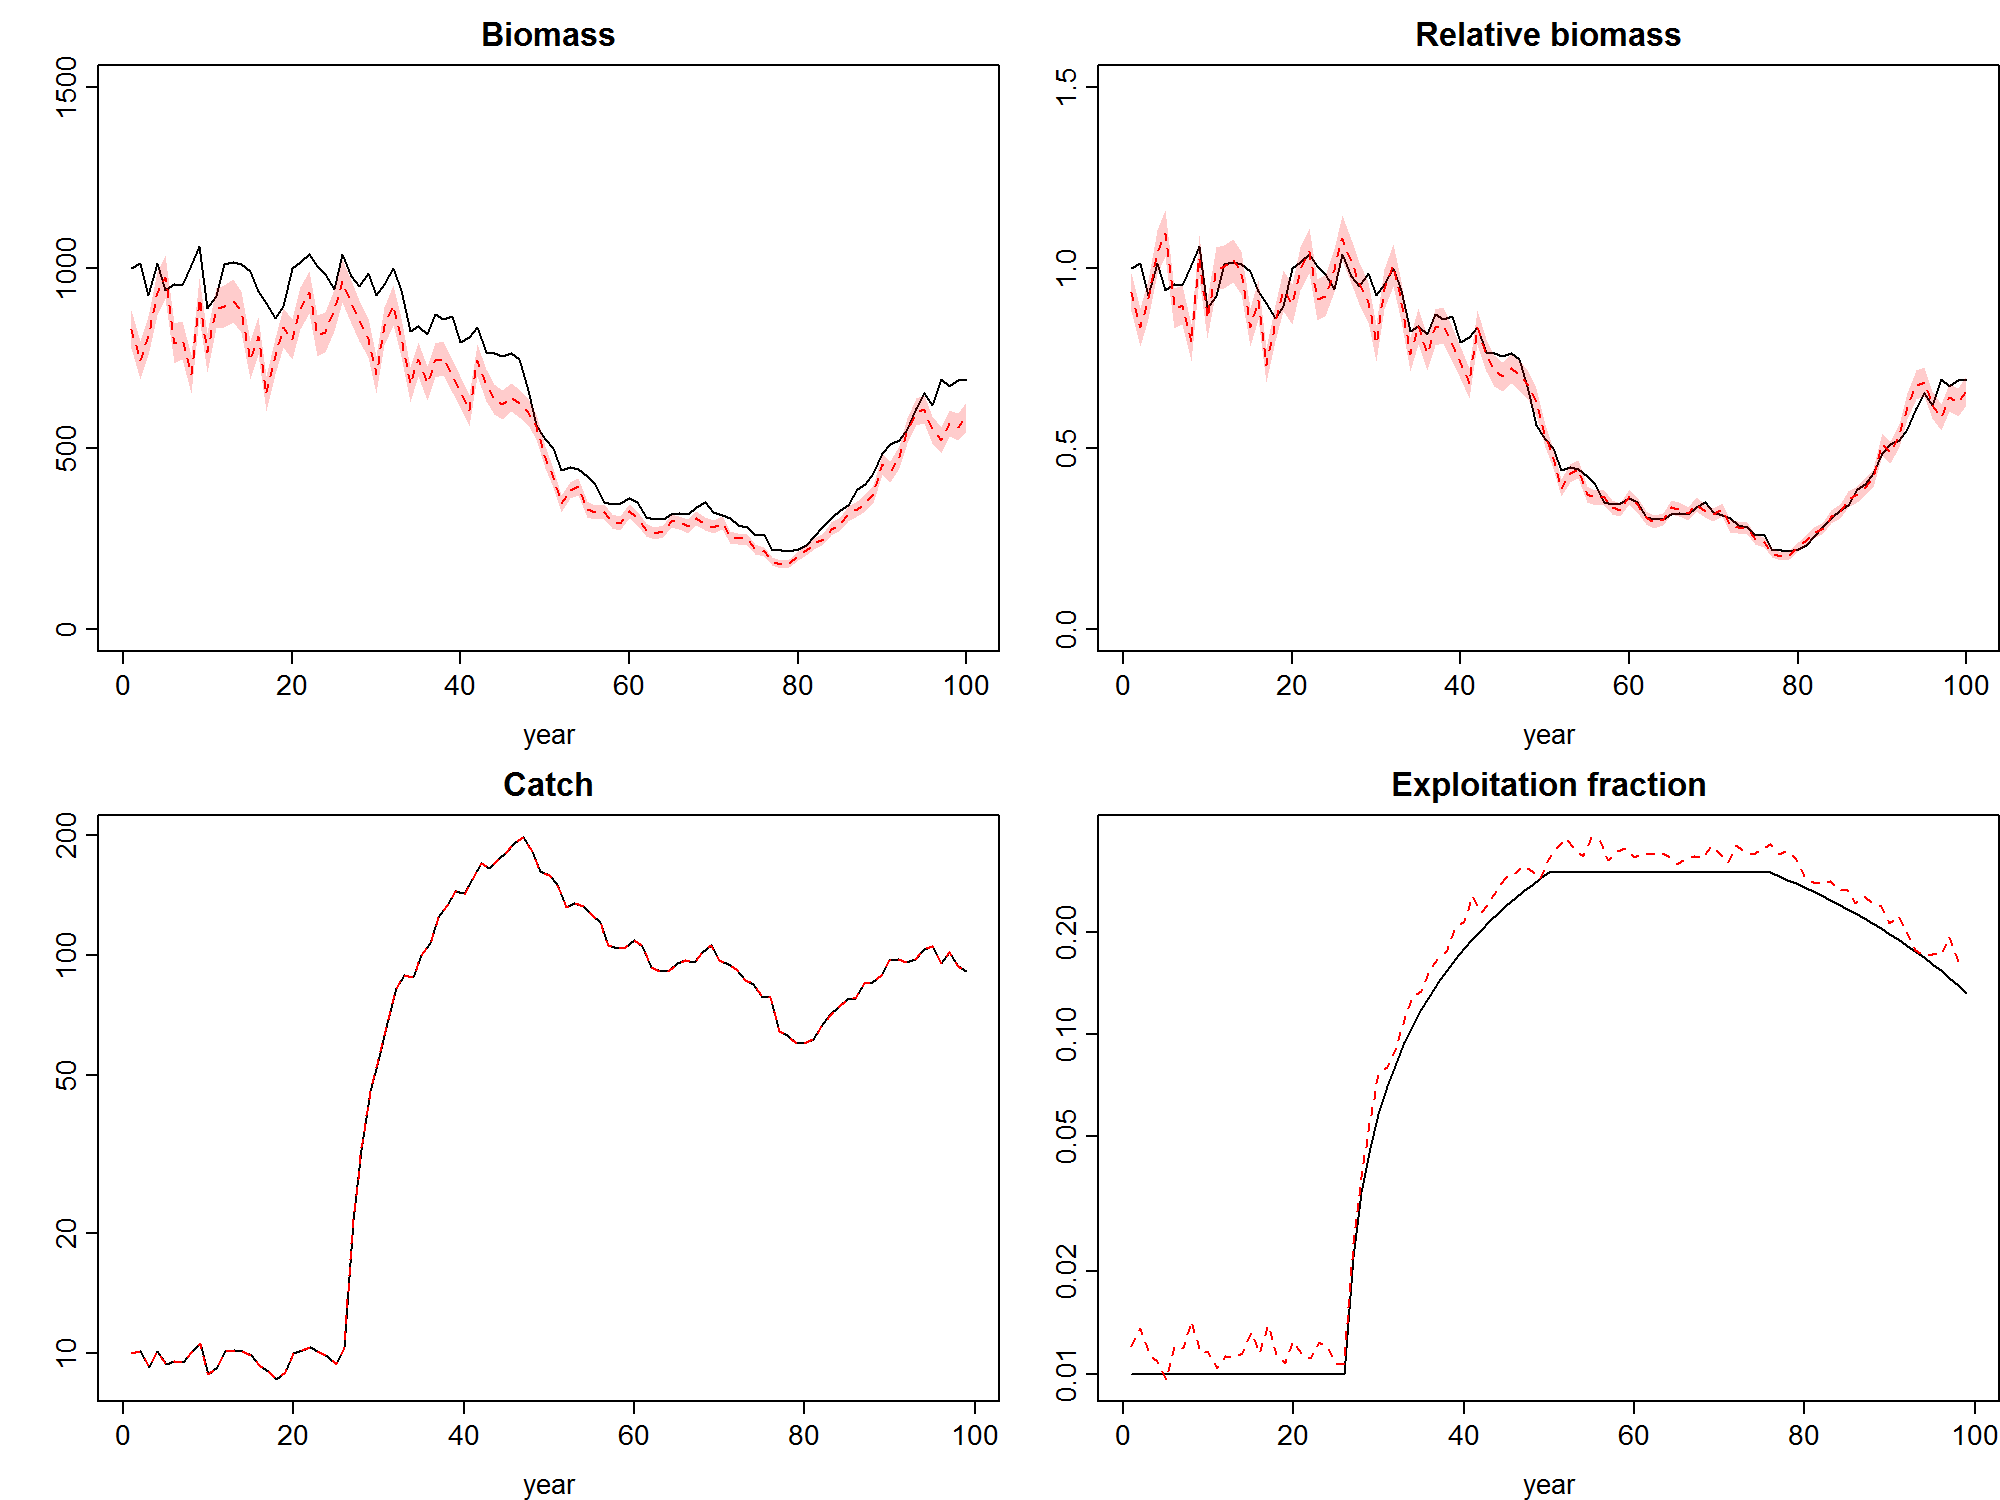 Biomass
1500
1000
500
0
0 20 40 60 80 100
year
Relative biomass
1.5
1.0
0.5
0.0
0 20 40 60 80 100
year
Catch
200
100
50
20
10
0 20 40 60 80 100
year
Exploitation fraction
0.20
0.10
0.05
0.02
0.01
0 20 40 60 80 100
year